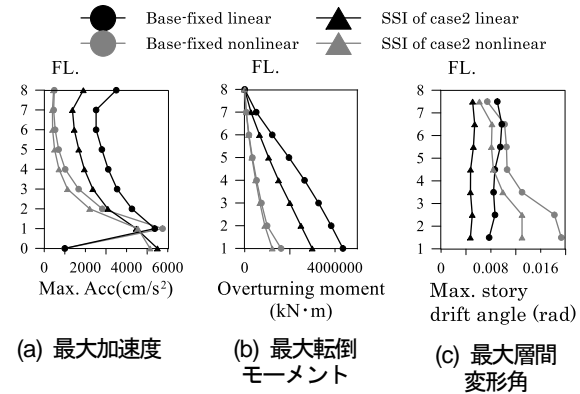 Base-fixed linear
SSI of case2 linear
Base-fixed nonlinear
SSI of case2 nonlinear
FL.
8
7
6
5
4
3
2
1
0
0 2000 4000 6000
Max. Acc(cm/s²)
(a) 最大加速度
FL.
8
7
6
5
4
3
2
1
0 4000000
Overturning moment
(kN･m)
(b) 最大転倒
モーメント
FL.
8
7
6
5
4
3
2
1
0 0.008 0.016
Max. story
drift angle (rad)
(c) 最大層間
変形角